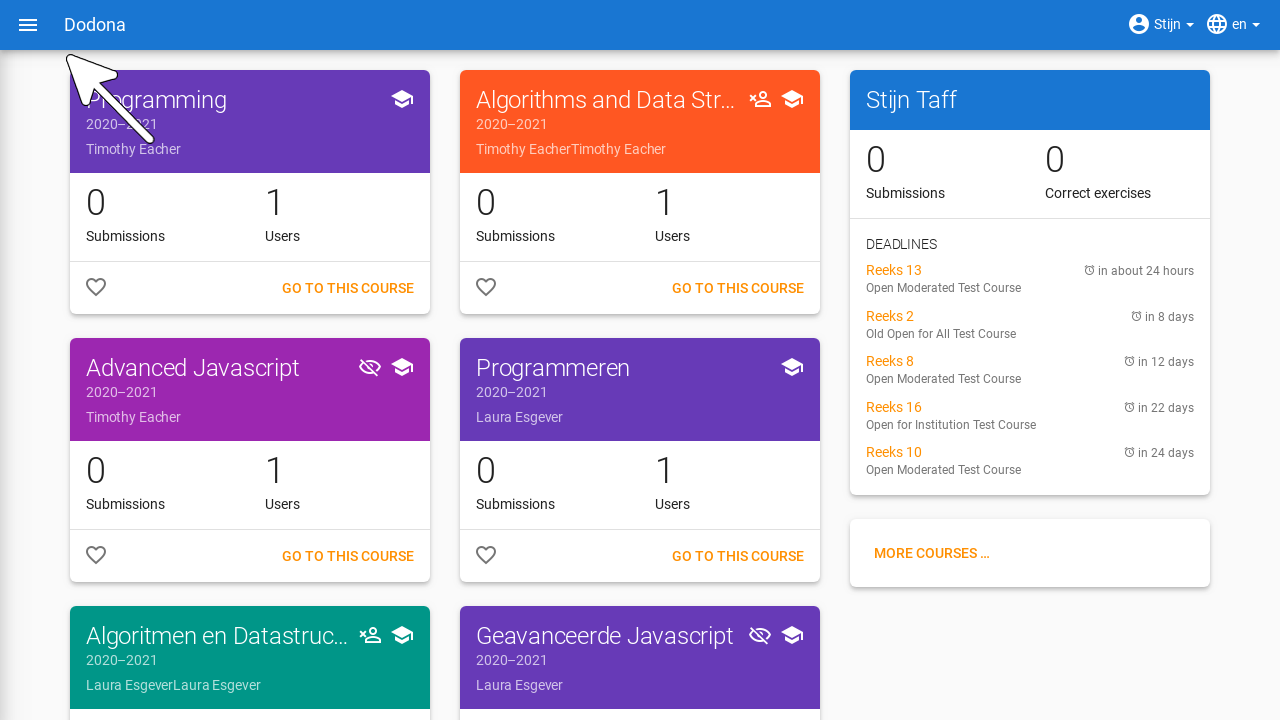 Dodona
Stijn
en
Programming
2020–2021
Timothy Eacher
0
Submissions
1
Users
GO TO THIS COURSE
Algorithms and Data Str...
2020–2021
Timothy EacherTimothy Eacher
0
Submissions
1
Users
GO TO THIS COURSE
Advanced Javascript
2020–2021
Timothy Eacher
0
Submissions
1
Users
GO TO THIS COURSE
Programmeren
2020–2021
Laura Esgever
0
Submissions
1
Users
GO TO THIS COURSE
Algoritmen en Datastruc...
2020–2021
Laura EsgeverLaura Esgever
Geavanceerde Javascript
2020–2021
Laura Esgever
Stijn Taff
0
Submissions
0
Correct exercises
DEADLINES
Reeks 13 in about 24 hours
Open Moderated Test Course
Reeks 2 in 8 days
Old Open for All Test Course
Reeks 8 in 12 days
Open Moderated Test Course
Reeks 16 in 22 days
Open for Institution Test Course
Reeks 10 in 24 days
Open Moderated Test Course
MORE COURSES ...